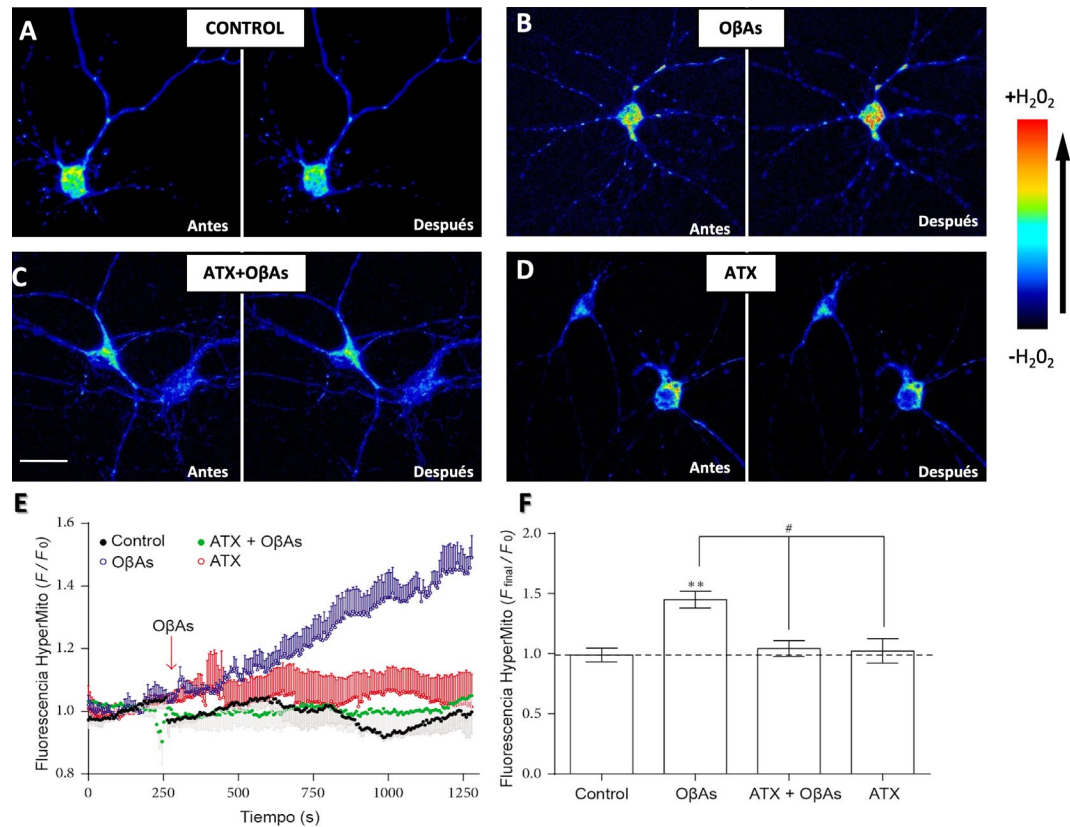 A
CONTROL
Antes
Después
B
OβAs
Antes
Después
+H₂O₂
-H₂O₂
C
ATX+OβAs
Antes
Después
D
ATX
Antes
Después
E
Fluorescencia HyperMito (F / F0)
1.6
1.4
1.2
1.0
0.8
Control
OβAs
ATX + OβAs
ATX
OβAs
0
250
500
750
1000
1250
Tiempo (s)
F
Fluorescencia HyperMito (F final / F0)
2.0
1.5
1.0
0.5
0.0
**
#
Control
OβAs
ATX + OβAs
ATX